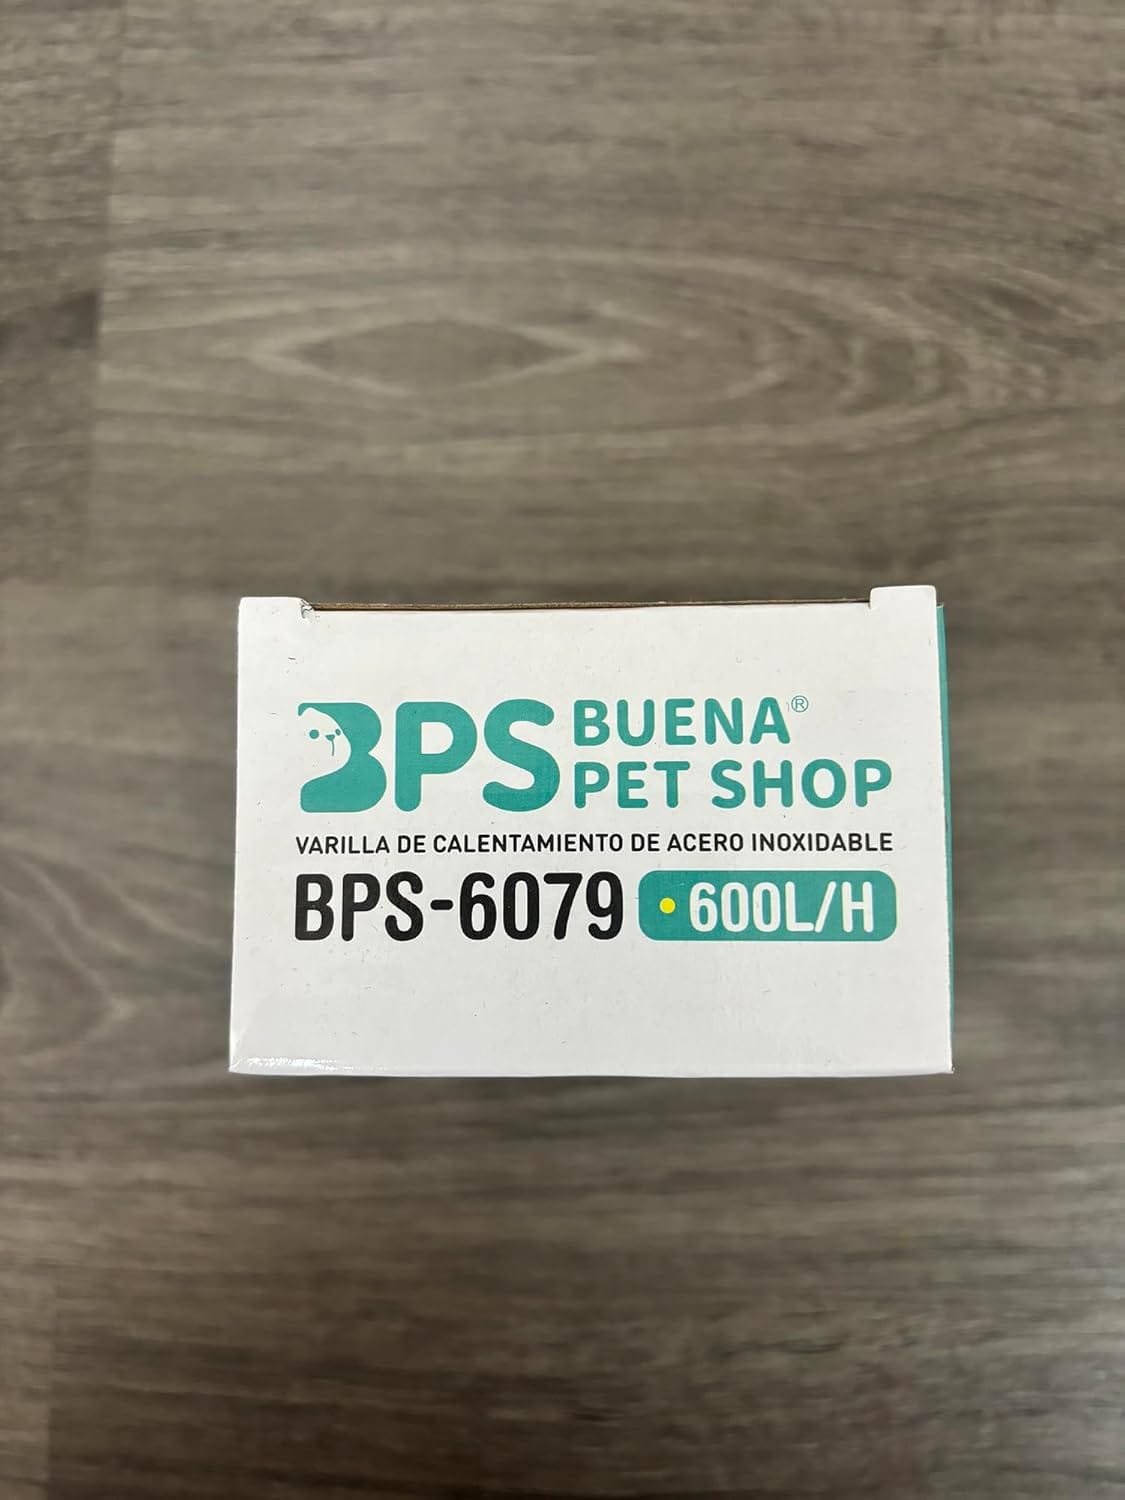 BPS BUENA®
PET SHOP
VARILLA DE CALENTAMIENTO DE ACERO INOXIDABLE
BPS-6079 600L/H